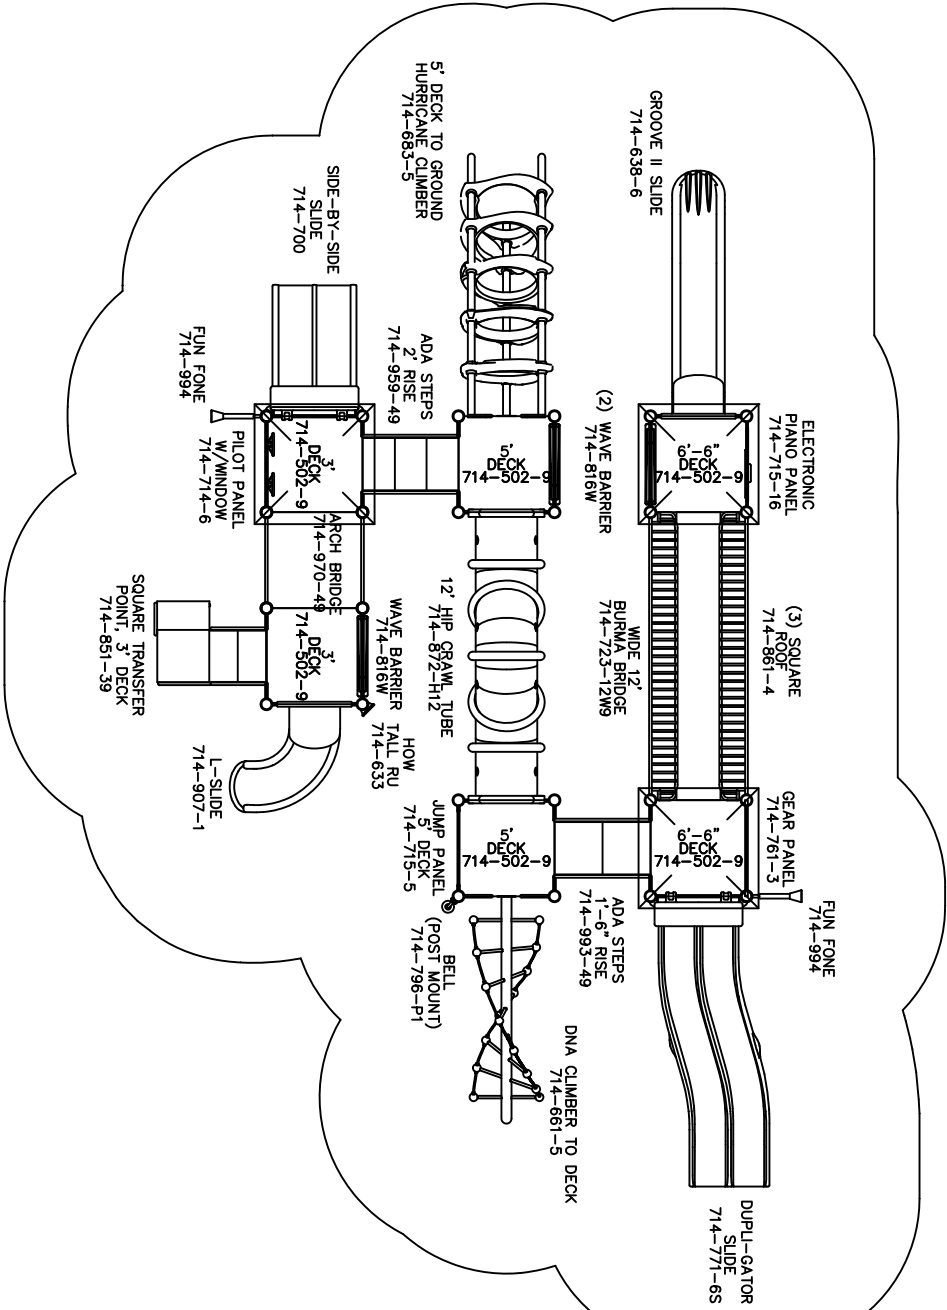 GROOVE II SLIDE
714-638-6
5' DECK TO GROUND
HURRICANE CLIMBER
714-683-5
SIDE-BY-SIDE
SLIDE
714-700
ELECTRONIC
PIANO PANEL
714-715-16
6'-6"
DECK
714-502-9
(2) WAVE BARRIER
714-816W
5'
DECK
714-502-9
ADA STEPS
2' RISE
714-959-49
3'
DECK
714-502-9
FUN FONE
714-994
PILOT PANEL
W/WINDOW
714-714-6
(3) SQUARE
ROOF
714-861-4
WIDE 12'
BURMA BRIDGE
714-723-12W9
12' HIP CRAWL TUBE
714-872-H12
ARCH BRIDGE
714-970-49
WAVE BARRIER
714-816W
3'
DECK
714-502-9
SQUARE TRANSFER
POINT, 3' DECK
714-851-39
HOW
TALL RU
714-633
L-SLIDE
714-907-1
GEAR PANEL
714-761-3
6'-6"
DECK
714-502-9
5'
DECK
714-502-9
JUMP PANEL
5' DECK
714-715-5
FUN FONE
714-994
ADA STEPS
1'-6" RISE
714-993-49
BELL
(POST MOUNT)
714-796-P1
DNA CLIMBER TO DECK
714-661-5
DUPLI-GATOR
SLIDE
714-771-6S